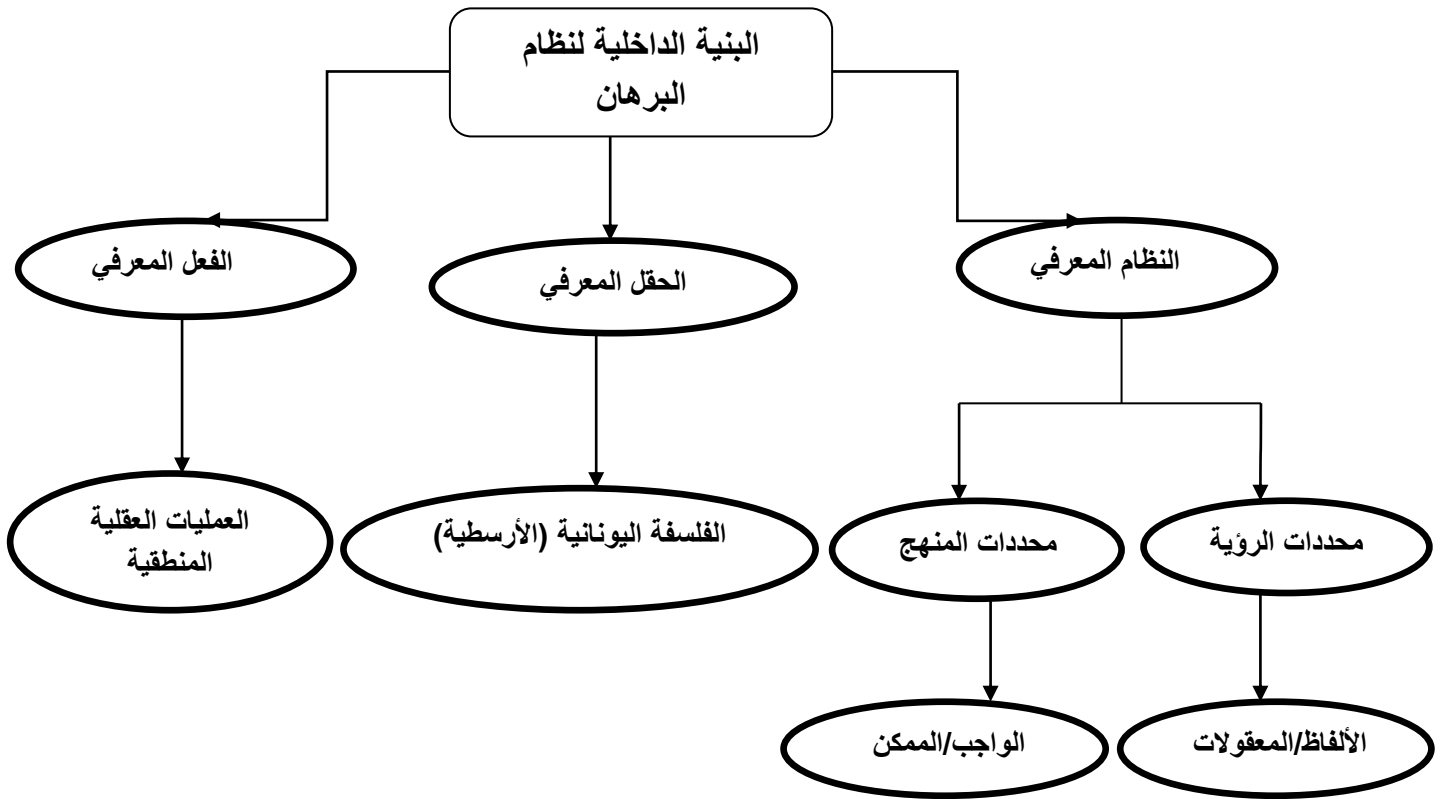 البنية الداخلية لنظام
البرهان
النظام المعرفي
الحقل المعرفي
الفعل المعرفي
محددات الرؤية
محددات المنهج
الفلسفة اليونانية (الأرسطية)
العمليات العقلية
المنطقية
الألفاظ/المعقولات
الواجب/الممكن